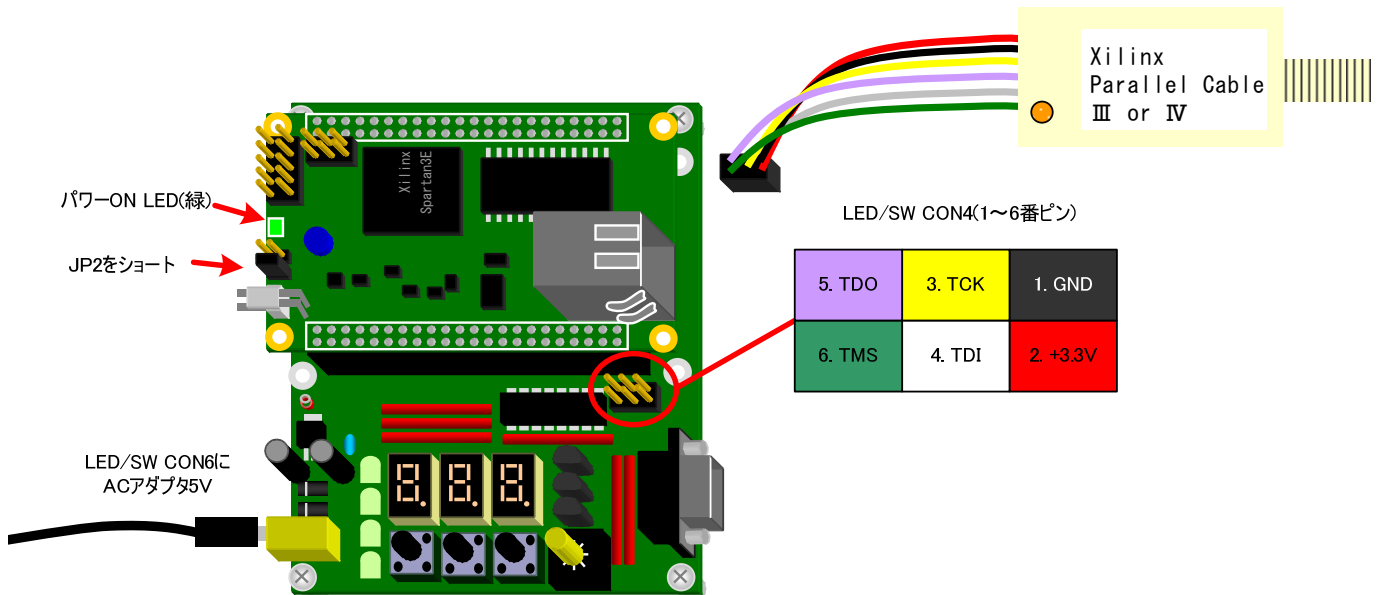 Xilinx
Parallel Cable
Ⅲ or Ⅳ
Xilinx
Spartan3E
パワーON LED(緑)
JP2をショート
LED/SW CON4(1～6番ピン)
5. TDO
3. TCK
1. GND
6. TMS
4. TDI
2. +3.3V
LED/SW CON6に
ACアダプタ5V
8.
8.
8.